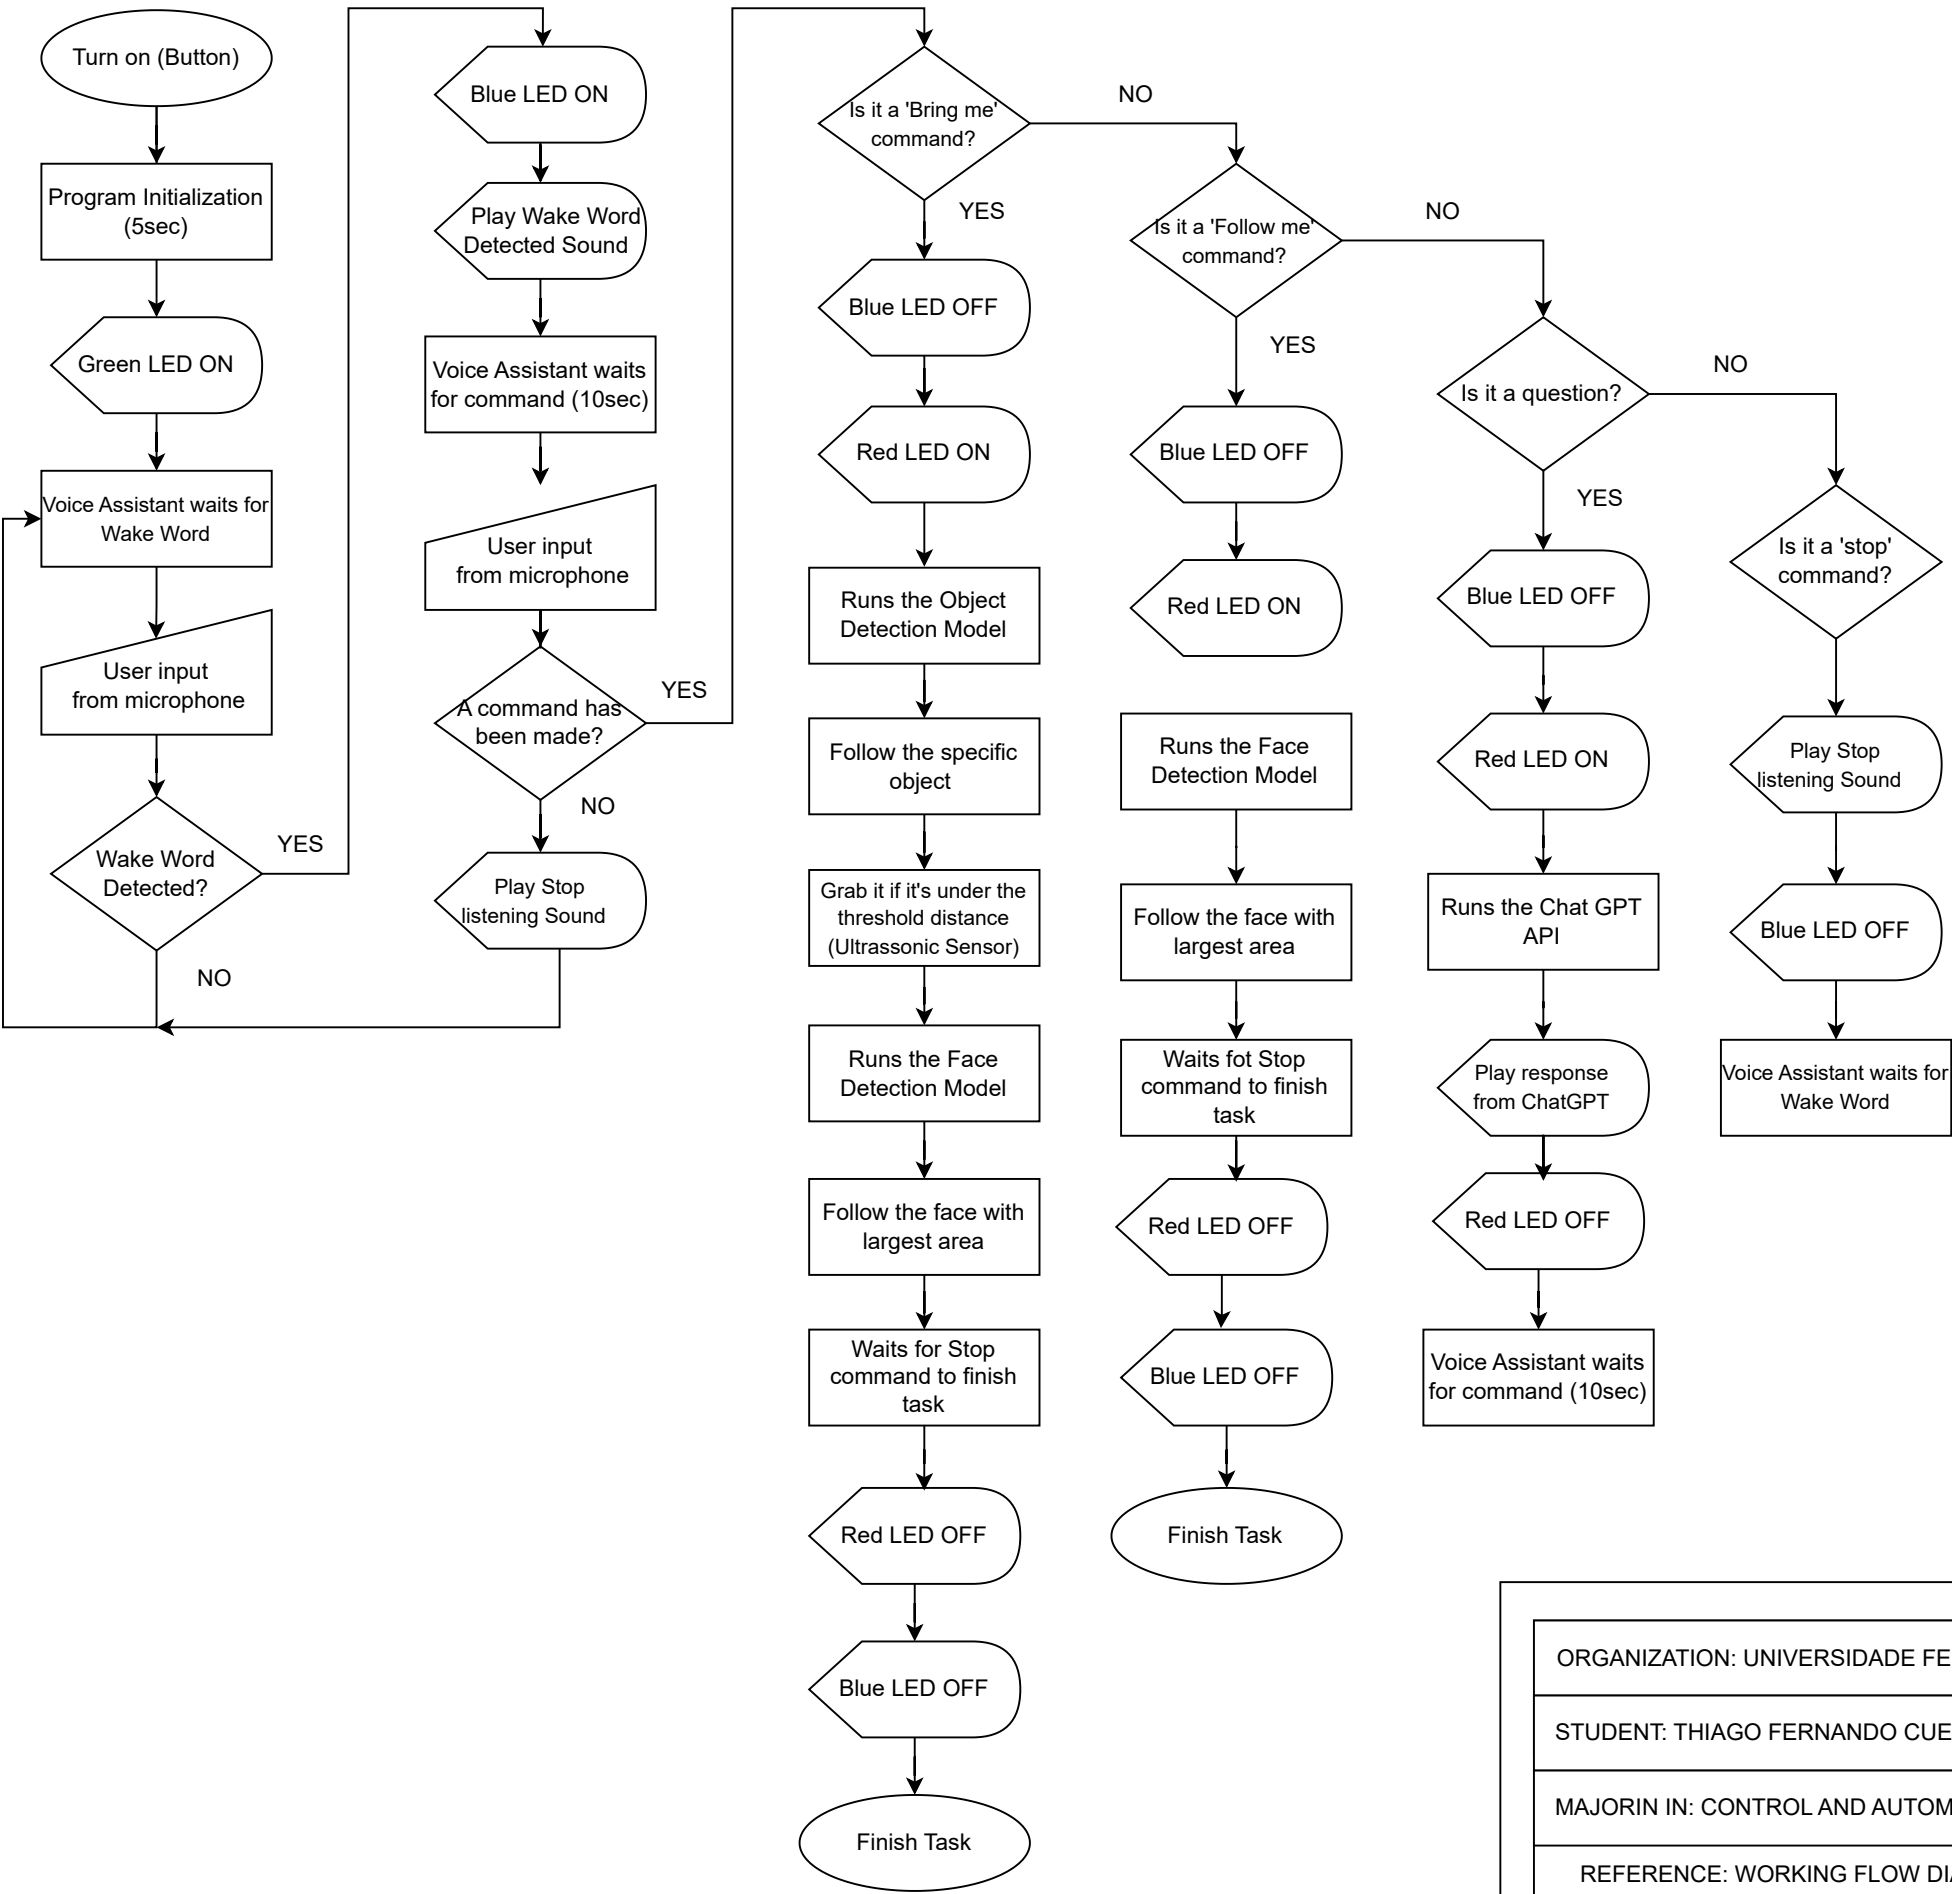 Turn on (Button)
Program Initialization
(5sec)
Green LED ON
Voice Assistant waits for
Wake Word
User input
from microphone
Wake Word
Detected?
YES
NO
Blue LED ON
Play Wake Word
Detected Sound
Voice Assistant waits
for command (10sec)
User input
from microphone
A command has
been made?
YES
NO
Play Stop
listening Sound
Is it a 'Bring me'
command?
NO
YES
Blue LED OFF
Red LED ON
Runs the Object
Detection Model
Follow the specific
object
Grab it if it's under the
threshold distance
(Ultrassonic Sensor)
Runs the Face
Detection Model
Follow the face with
largest area
Waits for Stop
command to finish
task
Red LED OFF
Blue LED OFF
Finish Task
Is it a 'Follow me'
command?
NO
YES
Blue LED OFF
Red LED ON
Runs the Face
Detection Model
Follow the face with
largest area
Waits fot Stop
command to finish
task
Red LED OFF
Blue LED OFF
Finish Task
Is it a question?
NO
YES
Blue LED OFF
Red LED ON
Runs the Chat GPT
API
Play response
from ChatGPT
Red LED OFF
Voice Assistant waits
for command (10sec)
Is it a 'stop'
command?
Play Stop
listening Sound
Blue LED OFF
Voice Assistant waits for
Wake Word
ORGANIZATION: UNIVERSIDADE FE
STUDENT: THIAGO FERNANDO CUE
MAJORIN IN: CONTROL AND AUTOM
REFERENCE: WORKING FLOW DIA